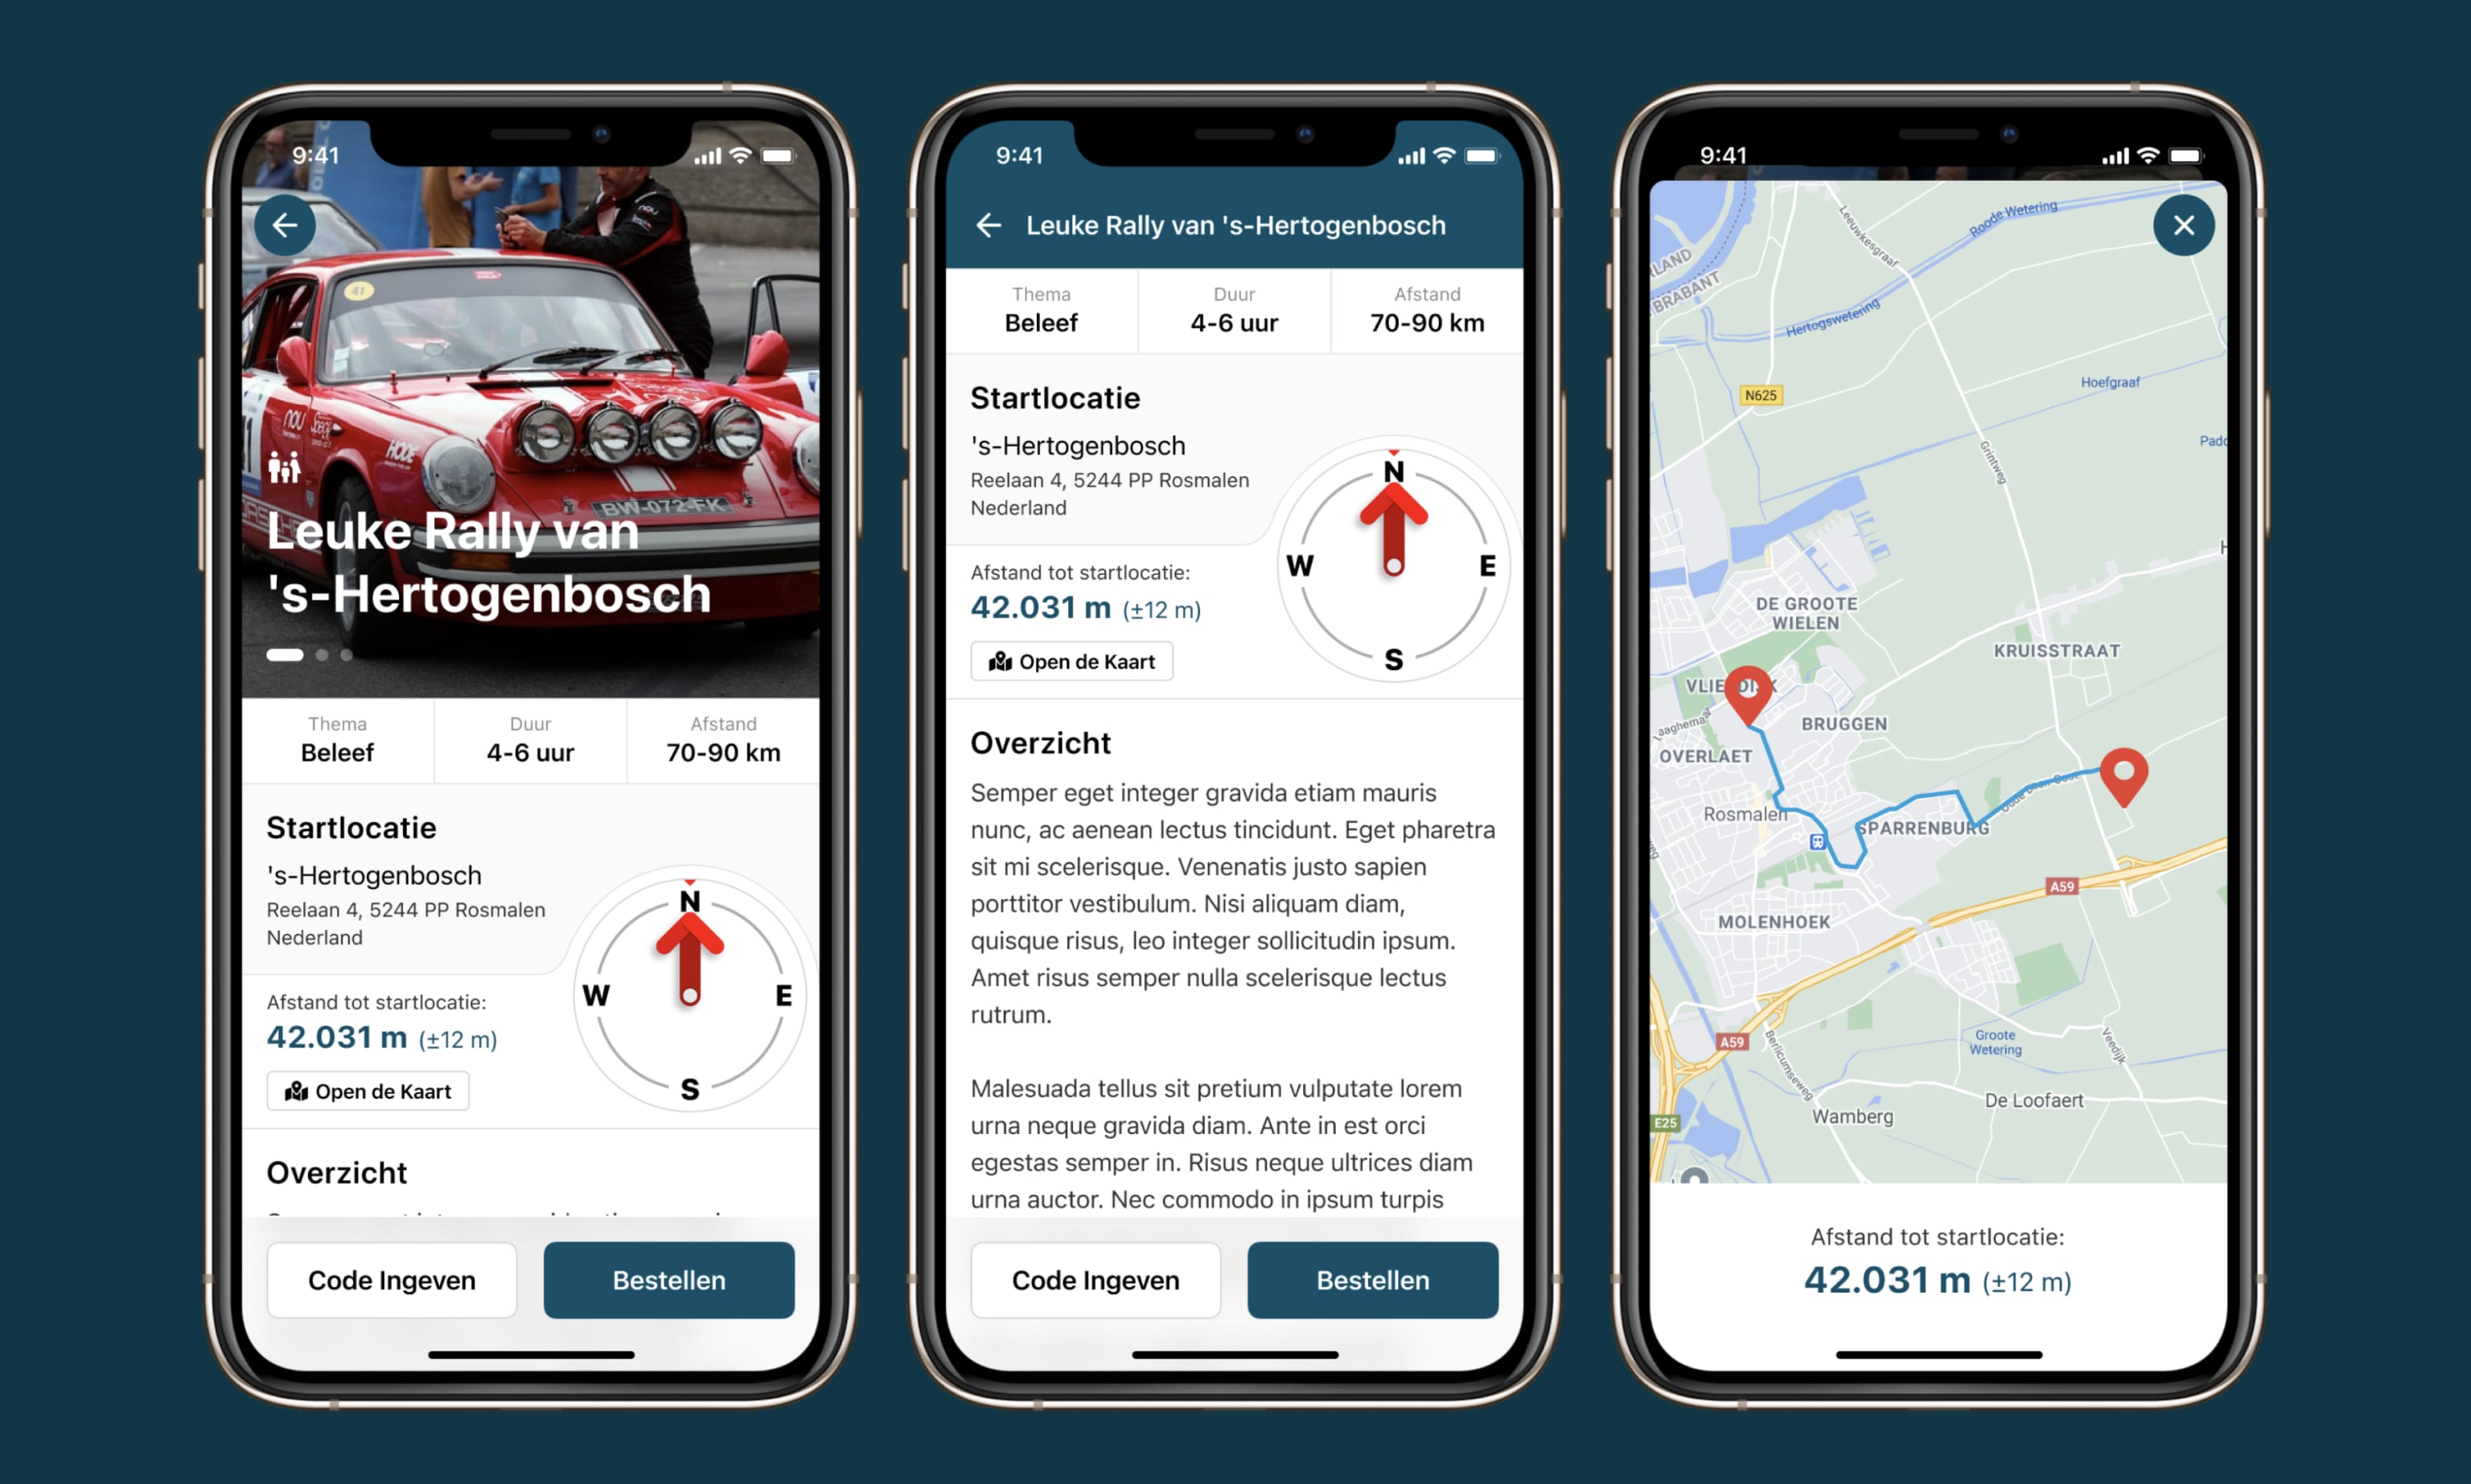 9:41
41
nou
HODE
BW-072-FK
Leuke Rally van
's-Hertogenbosch
Thema
Beleef
Duur
4-6 uur
Afstand
70-90 km
Startlocatie
's-Hertogenbosch
Reelaan 4, 5244 PP Rosmalen
Nederland
Afstand tot startlocatie:
42.031 m (±12 m)
Open de Kaart
N
W
E
S
Overzicht
Code Ingeven
Bestellen
9:41
Leuke Rally van 's-Hertogenbosch
Thema
Beleef
Duur
4-6 uur
Afstand
70-90 km
Startlocatie
's-Hertogenbosch
Reelaan 4, 5244 PP Rosmalen
Nederland
Afstand tot startlocatie:
42.031 m (±12 m)
Open de Kaart
N
W
E
S
Overzicht
Semper eget integer gravida etiam mauris
nunc, ac aenean lectus tincidunt. Eget pharetra
sit mi scelerisque. Venenatis justo sapien
porttitor vestibulum. Nisi aliquam diam,
quisque risus, leo integer sollicitudin ipsum.
Amet risus semper nulla scelerisque lectus
rutrum.
Malesuada tellus sit pretium vulputate lorem
urna neque gravida diam. Ante in est orci
egestas semper in. Risus neque ultrices diam
urna auctor. Nec commodo in ipsum turpis
Code Ingeven
Bestellen
9:41
Leeuwkesgraaf
Roode Wetering
BRABANT
Hertogswetering
Hoefgraaf
N625
Grintweg
DE GROOTE
WIELEN
KRUISSTRAAT
BRUGGEN
OVERLAET
Rosmalen
SPARRENBURG
A59
MOLENHOEK
A59
Berlicumseweg
Groote
Wetering
Veedijk
De Loofaert
Wamberg
E25
Afstand tot startlocatie:
42.031 m (±12 m)